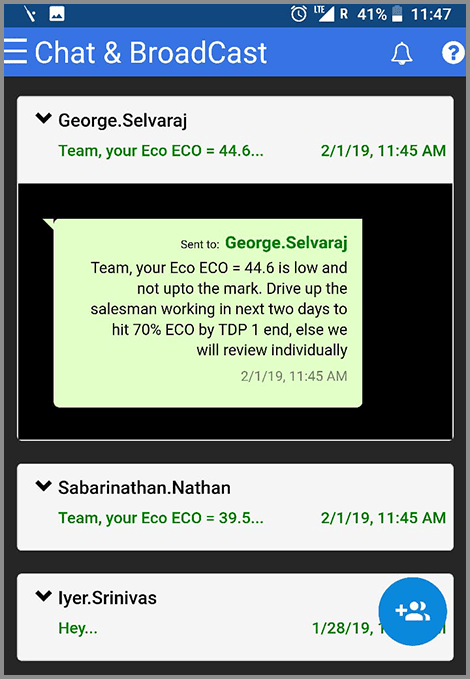 LTE R 41% 11:47
Chat & BroadCast
?
George.Selvaraj
Team, your Eco ECO = 44.6... 2/1/19, 11:45 AM
Sent to: George.Selvaraj
Team, your Eco ECO = 44.6 is low and
not upto the mark. Drive up the
salesman working in next two days to
hit 70% ECO by TDP 1 end, else we
will review individually
2/1/19, 11:45 AM
Sabarinathan.Nathan
Team, your Eco ECO = 39.5... 2/1/19, 11:45 AM
Iyer.Srinivas
Hey... 1/28/19,